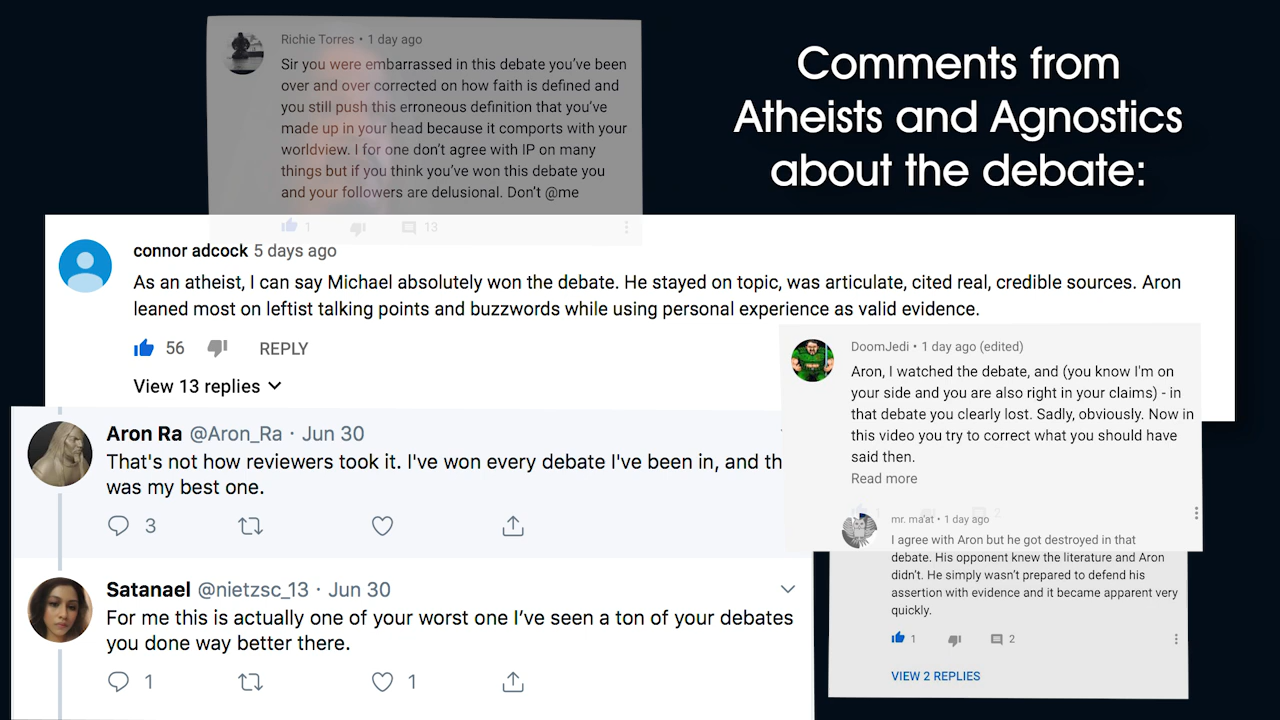 Richie Torres • 1 day ago
Sir you were embarrassed in this debate you've been
over and over corrected on how faith is defined and
you still push this erroneous definition that you've
made up in your head because it comports with your
worldview. I for one don't agree with IP on many
things but if you think you've won this debate you
and your followers are delusional. Don't @me
1 13
Comments from
Atheists and Agnostics
about the debate:
connor adcock 5 days ago
As an atheist, I can say Michael absolutely won the debate. He stayed on topic, was articulate, cited real, credible sources. Aron
leaned most on leftist talking points and buzzwords while using personal experience as valid evidence.
56 REPLY
View 13 replies
Aron Ra @Aron_Ra · Jun 30
That's not how reviewers took it. I've won every debate I've been in, and th
was my best one.
3
Satanael @nietzsc_13 · Jun 30
For me this is actually one of your worst one I've seen a ton of your debates
you done way better there.
1 1
DoomJedi • 1 day ago (edited)
Aron, I watched the debate, and (you know I'm on
your side and you are also right in your claims) - in
that debate you clearly lost. Sadly, obviously. Now in
this video you try to correct what you should have
said then.
Read more
1 2
mr. ma'at • 1 day ago
I agree with Aron but he got destroyed in that
debate. His opponent knew the literature and Aron
didn't. He simply wasn't prepared to defend his
assertion with evidence and it became apparent very
quickly.
1 2
VIEW 2 REPLIES